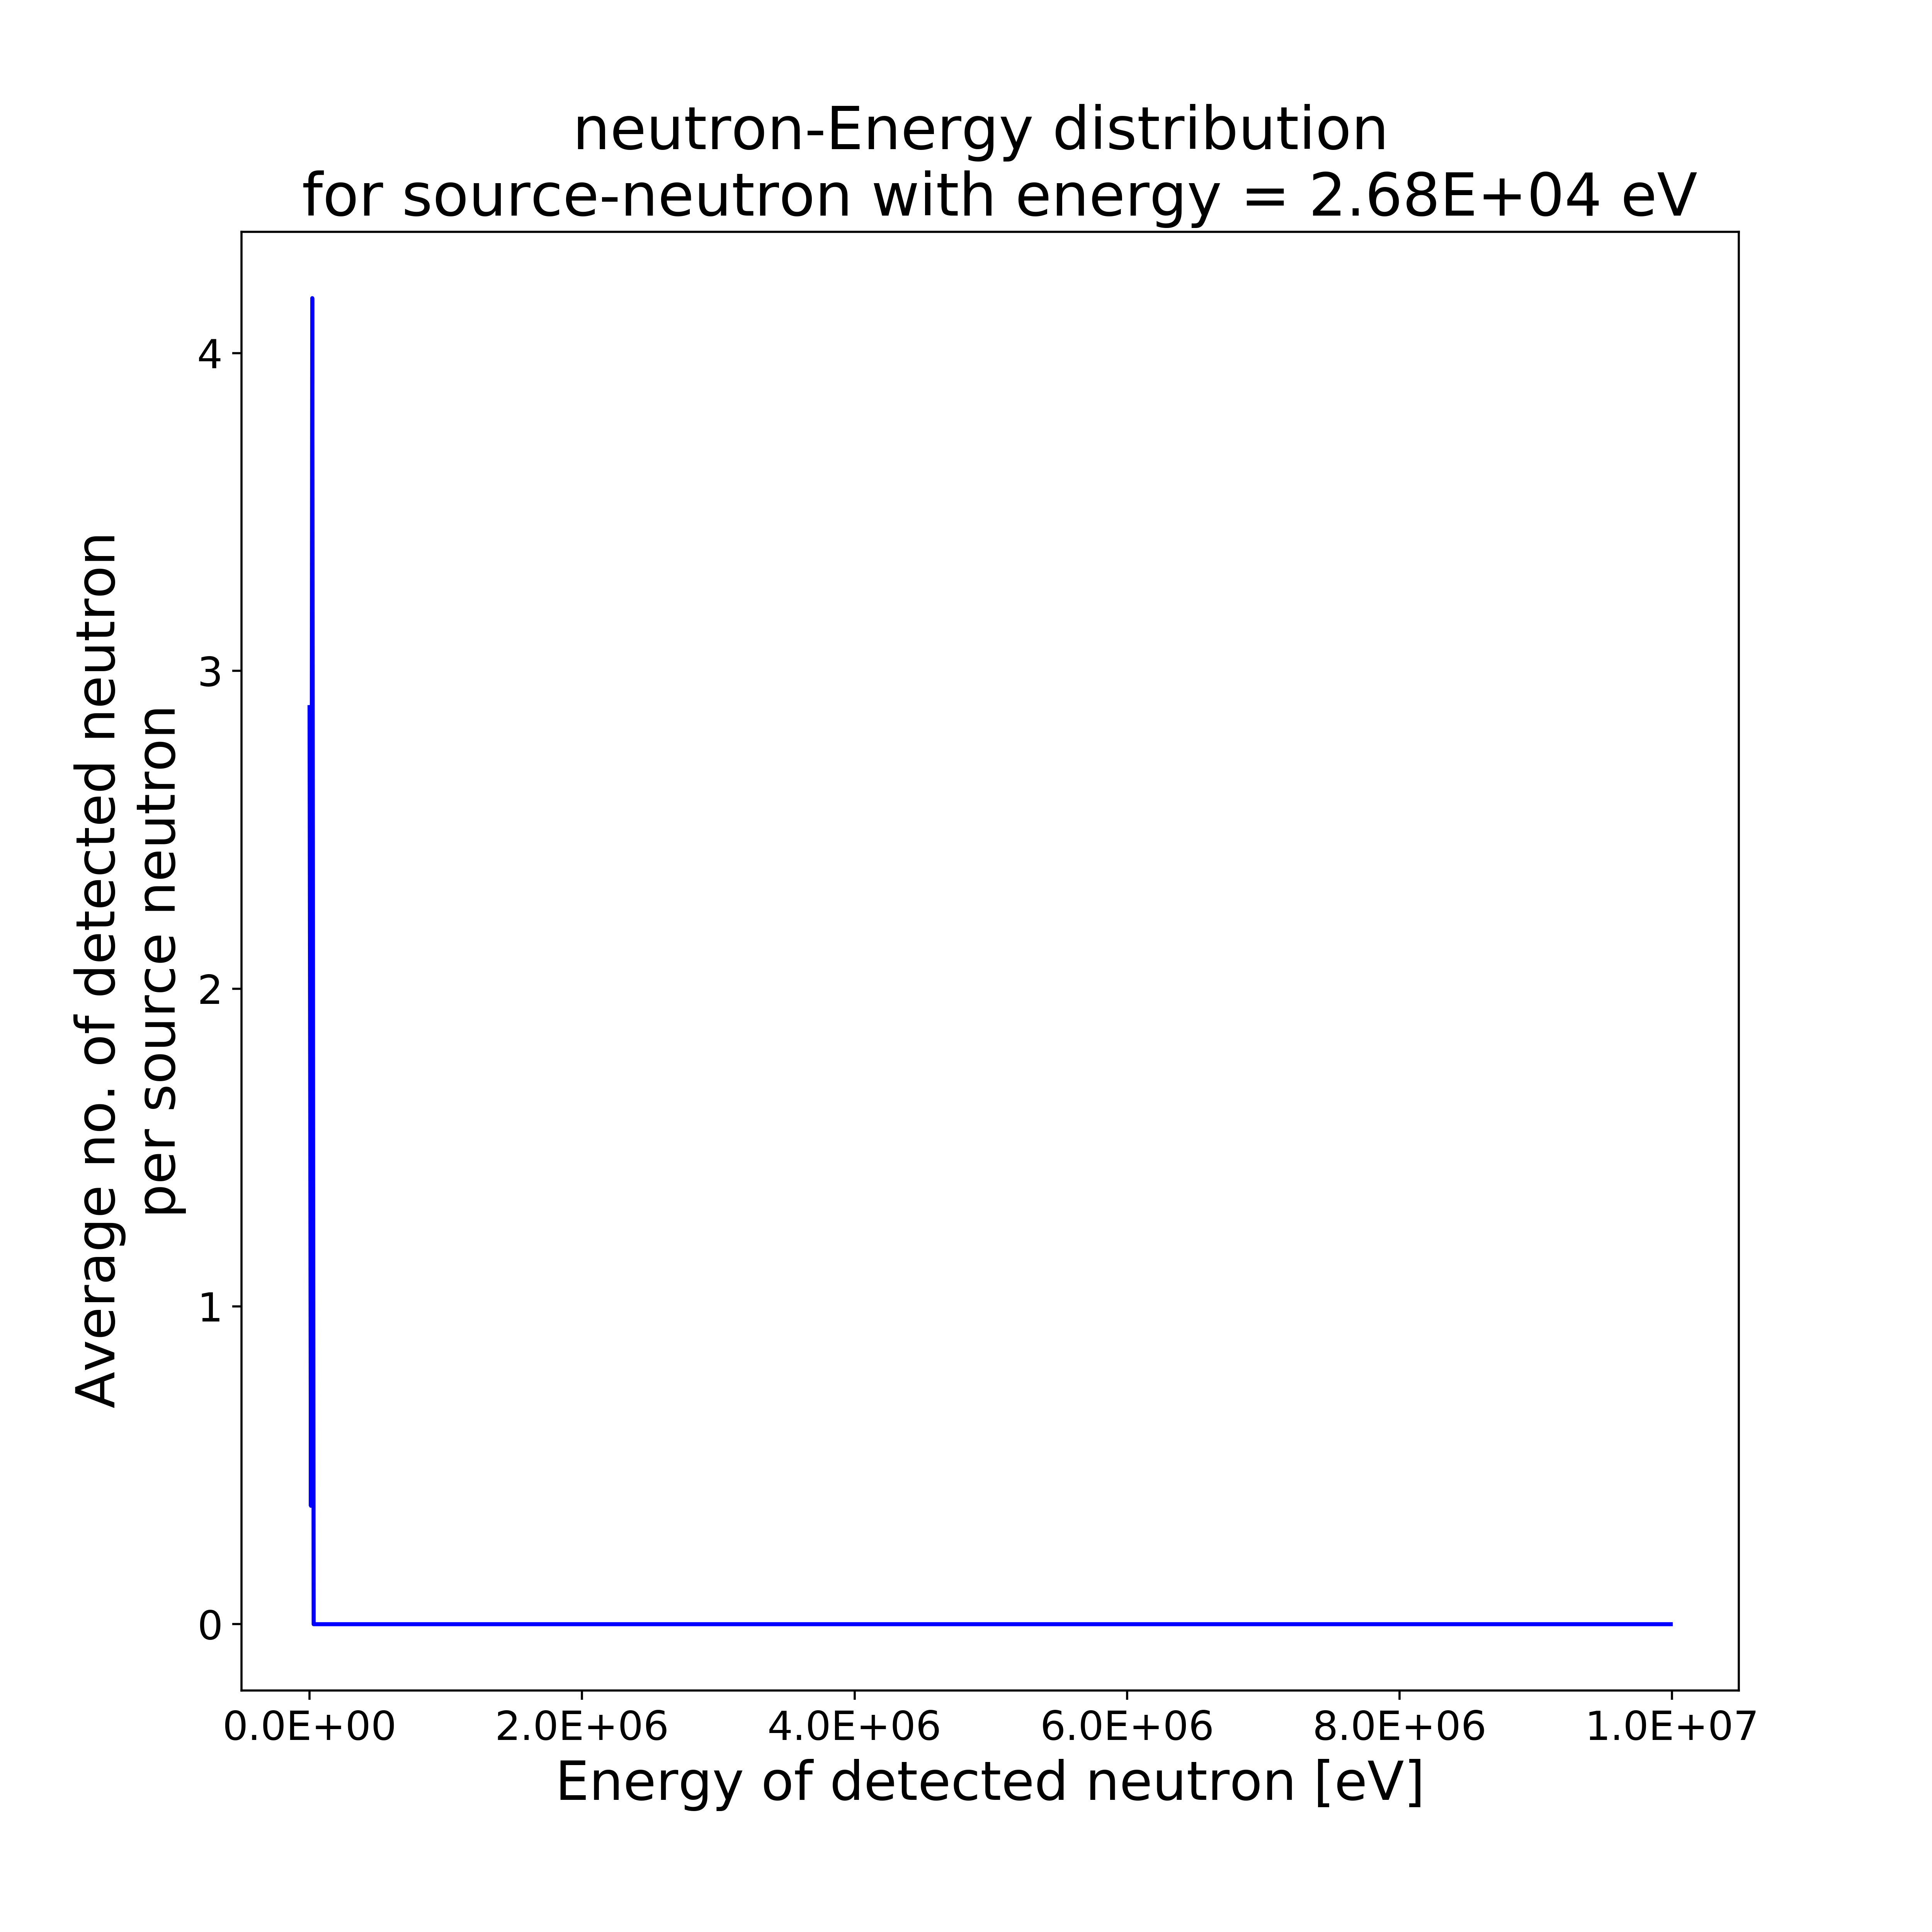 neutron-Energy distribution
for source-neutron with energy = 2.68E+04 eV
Average no. of detected neutron
per source neutron
4
3
2
1
0
0.0E+00 2.0E+06 4.0E+06 6.0E+06 8.0E+06 1.0E+07
Energy of detected neutron [eV]